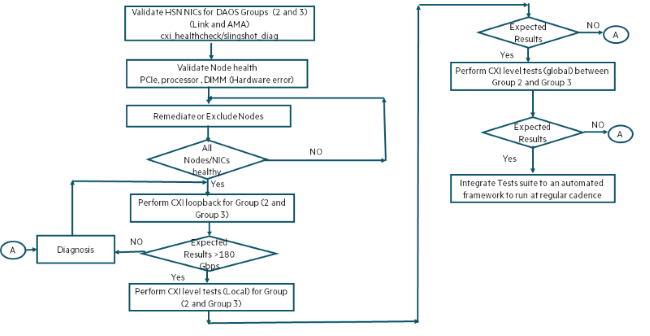 Validate HSN NICs for DAOS Groups (2 and 3)
(Link and AMA)
cxi_healthcheck/slingshot_diag
Validate Node health
PCIe, processor , DIMM (Hardware error)
Remediate or Exclude Nodes
All
Nodes/NICs
healthy
NO
Yes
Perform CXI loopback for Group (2 and
Group 3)
A
Diagnosis
NO
Expected
Results >180
Gbps
Yes
Perform CXI level tests (Local) for Group
(2 and Group 3)
Expected
Results
NO
A
Yes
Perform CXI level tests (global) between
Group 2 and Group 3
Expected
Results
NO
A
Yes
Integrate Tests suite to an automated
framework to run at regular cadence